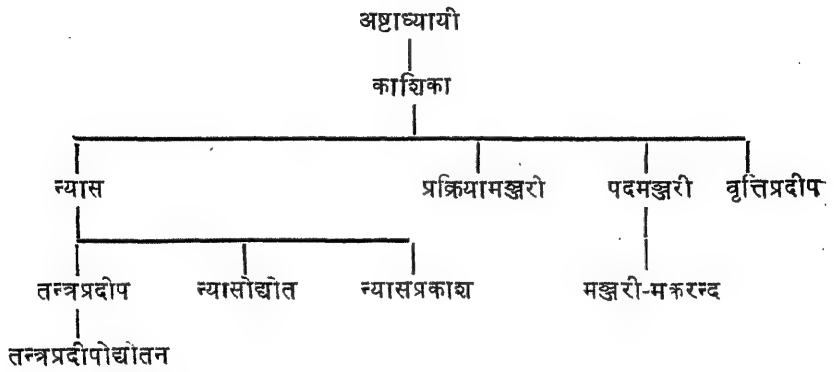 अष्टाध्यायी
काशिका
न्यास प्रक्रियामञ्जरी पदमञ्जरी वृत्तिप्रदीप
तन्त्रप्रदीप न्यासोद्योत न्यासप्रकाश मञ्जरी-मकरन्द
तन्त्रप्रदीपोद्योतन